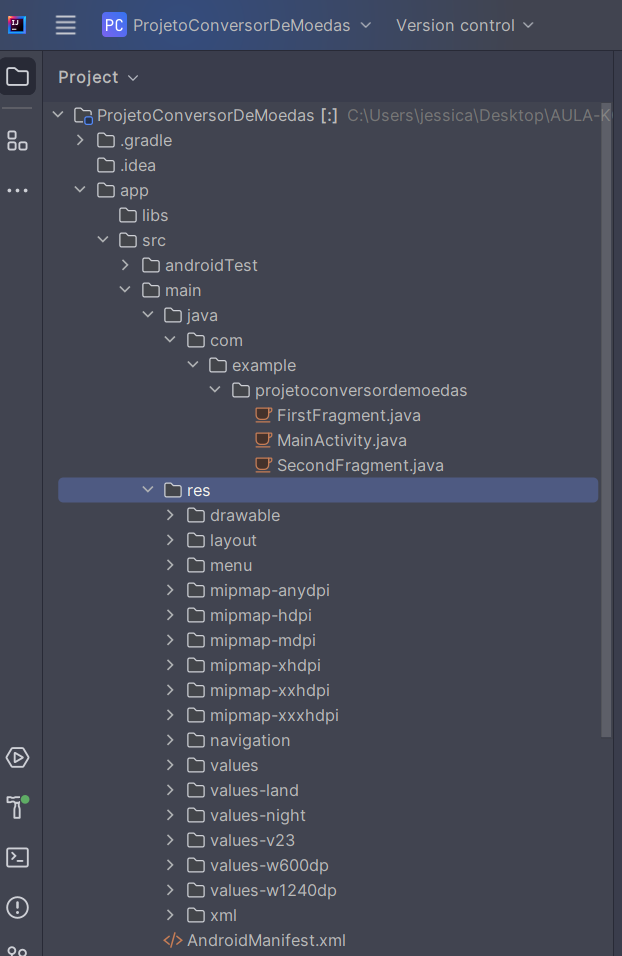 IJ
PC ProjetoConversorDeMoedas Version control
Project
ProjetoConversorDeMoedas [:] C:\Users\jessica\Desktop\AULA-K
.gradle
.idea
app
libs
src
androidTest
main
java
com
example
projetoconversordemoedas
FirstFragment.java
MainActivity.java
SecondFragment.java
res
drawable
layout
menu
mipmap-anydpi
mipmap-hdpi
mipmap-mdpi
mipmap-xhdpi
mipmap-xxhdpi
mipmap-xxxhdpi
navigation
values
values-land
values-night
values-v23
values-w600dp
values-w1240dp
xml
AndroidManifest.xml